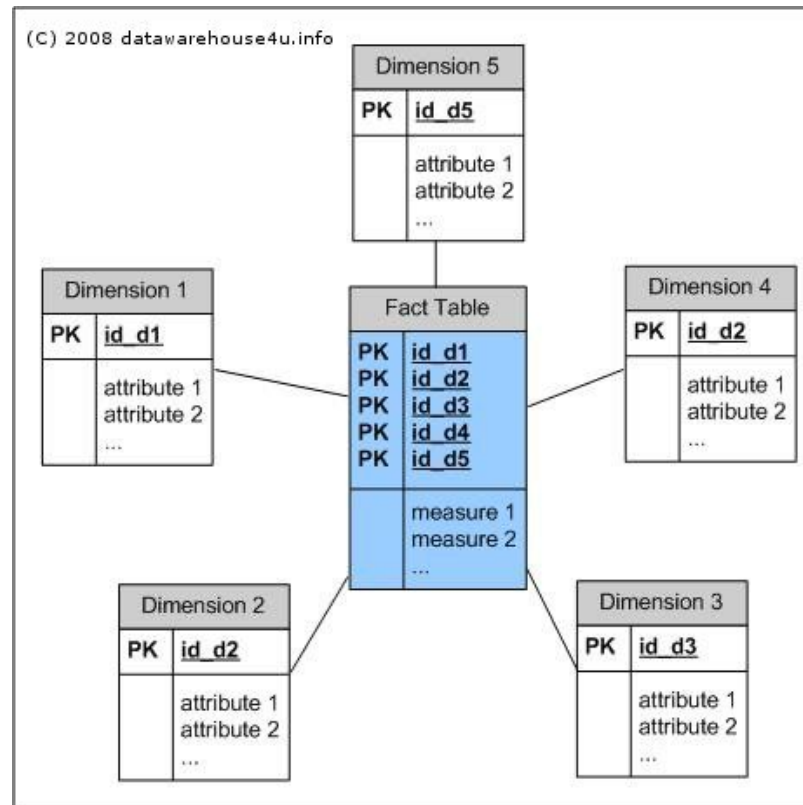 (C) 2008 datawarehouse4u.info
Dimension 5
PK id_d5
attribute 1
attribute 2
...
Dimension 1
PK id_d1
attribute 1
attribute 2
...
Fact Table
PK id_d1
PK id_d2
PK id_d3
PK id_d4
PK id_d5
measure 1
measure 2
...
Dimension 4
PK id_d2
attribute 1
attribute 2
...
Dimension 2
PK id_d2
attribute 1
attribute 2
...
Dimension 3
PK id_d3
attribute 1
attribute 2
...